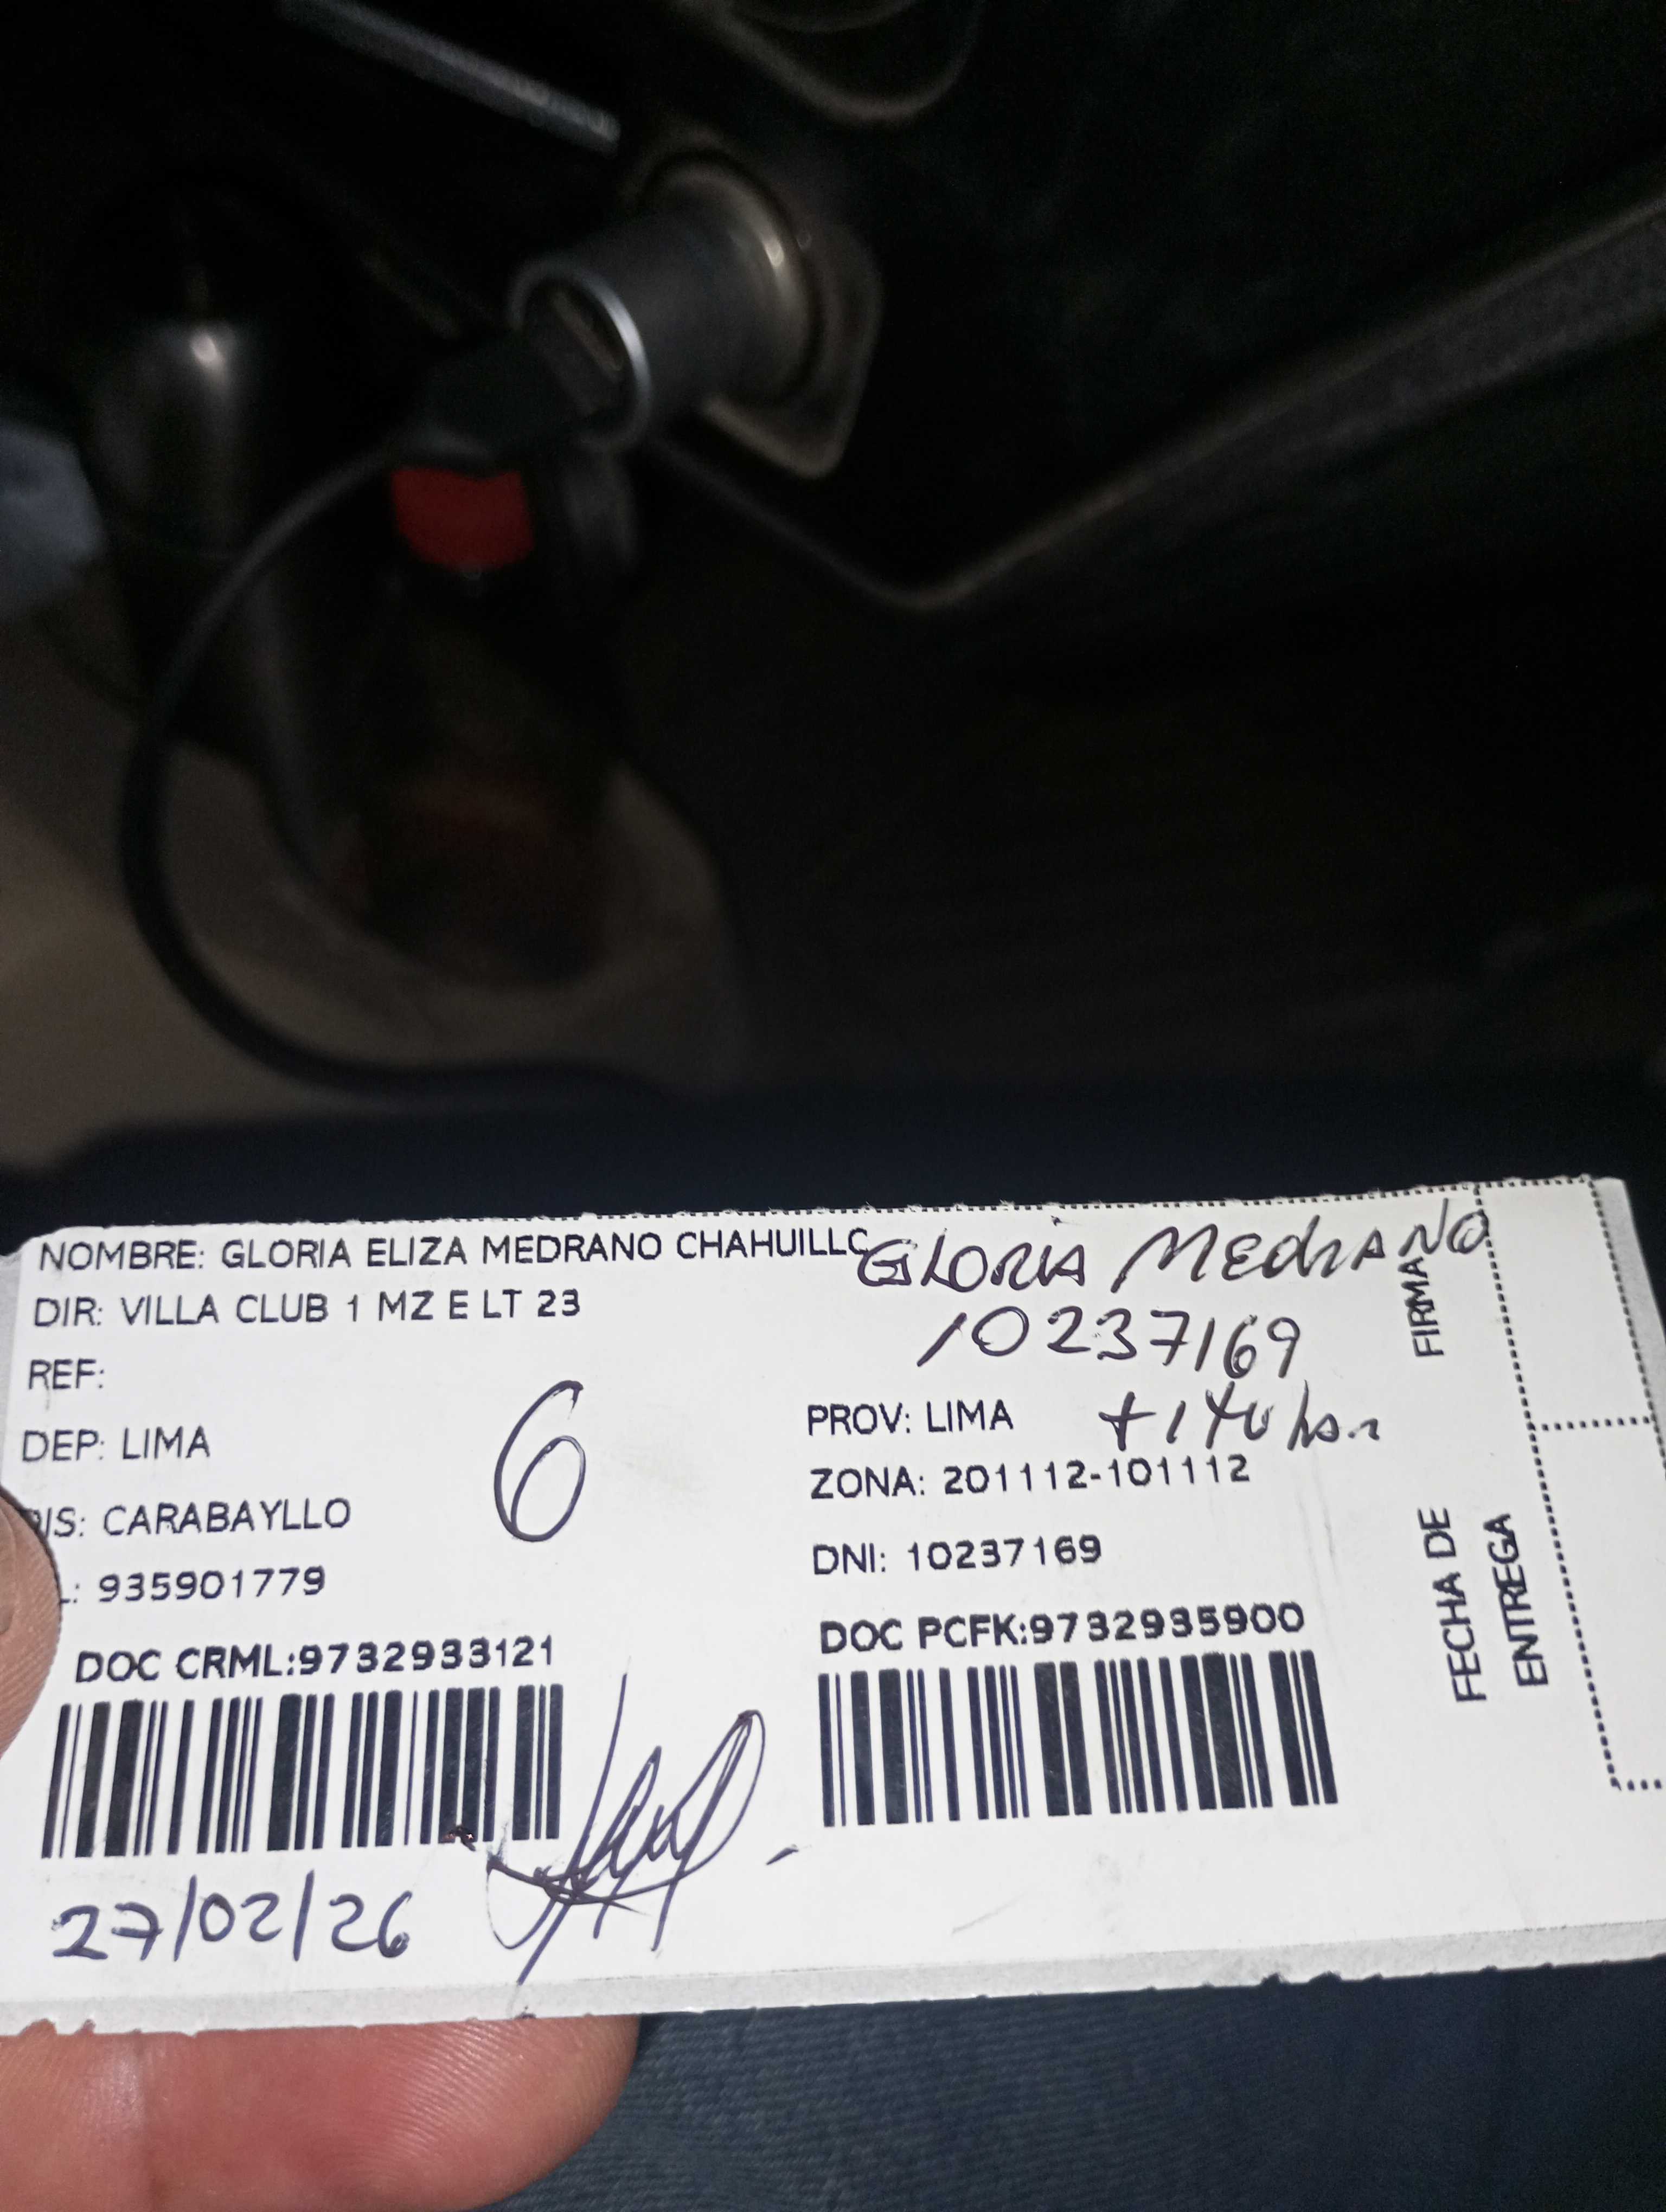 NOMBRE: GLORIA ELIZA MEDRANO CHAHUILLC
GLORIA MEDRANO
DIR: VILLA CLUB 1 MZ E LT 23
10237169
REF:
DEP: LIMA
6
PROV: LIMA
ZONA: 201112-101112
DIS: CARABAYLLO
DNI: 10237169
: 935901779
DOC CRML:9732933121
DOC PCFK:9732935900
27/02/26
FIRMA
FECHA DE
ENTREGA